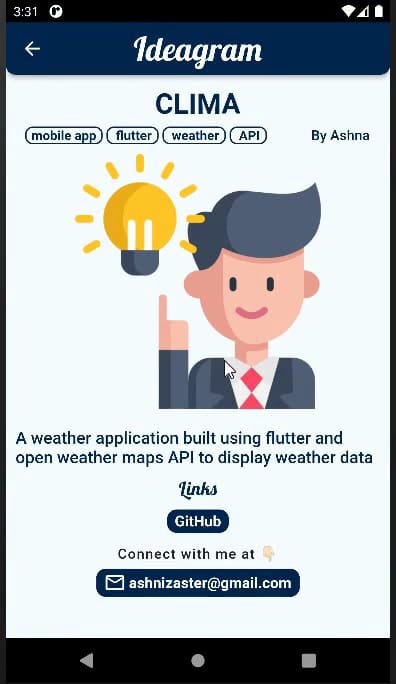 3:31
Ideagram
CLIMA
mobile app flutter weather API By Ashna
A weather application built using flutter and
open weather maps API to display weather data
Links
GitHub
Connect with me at 👇🏻
ashnizaster@gmail.com